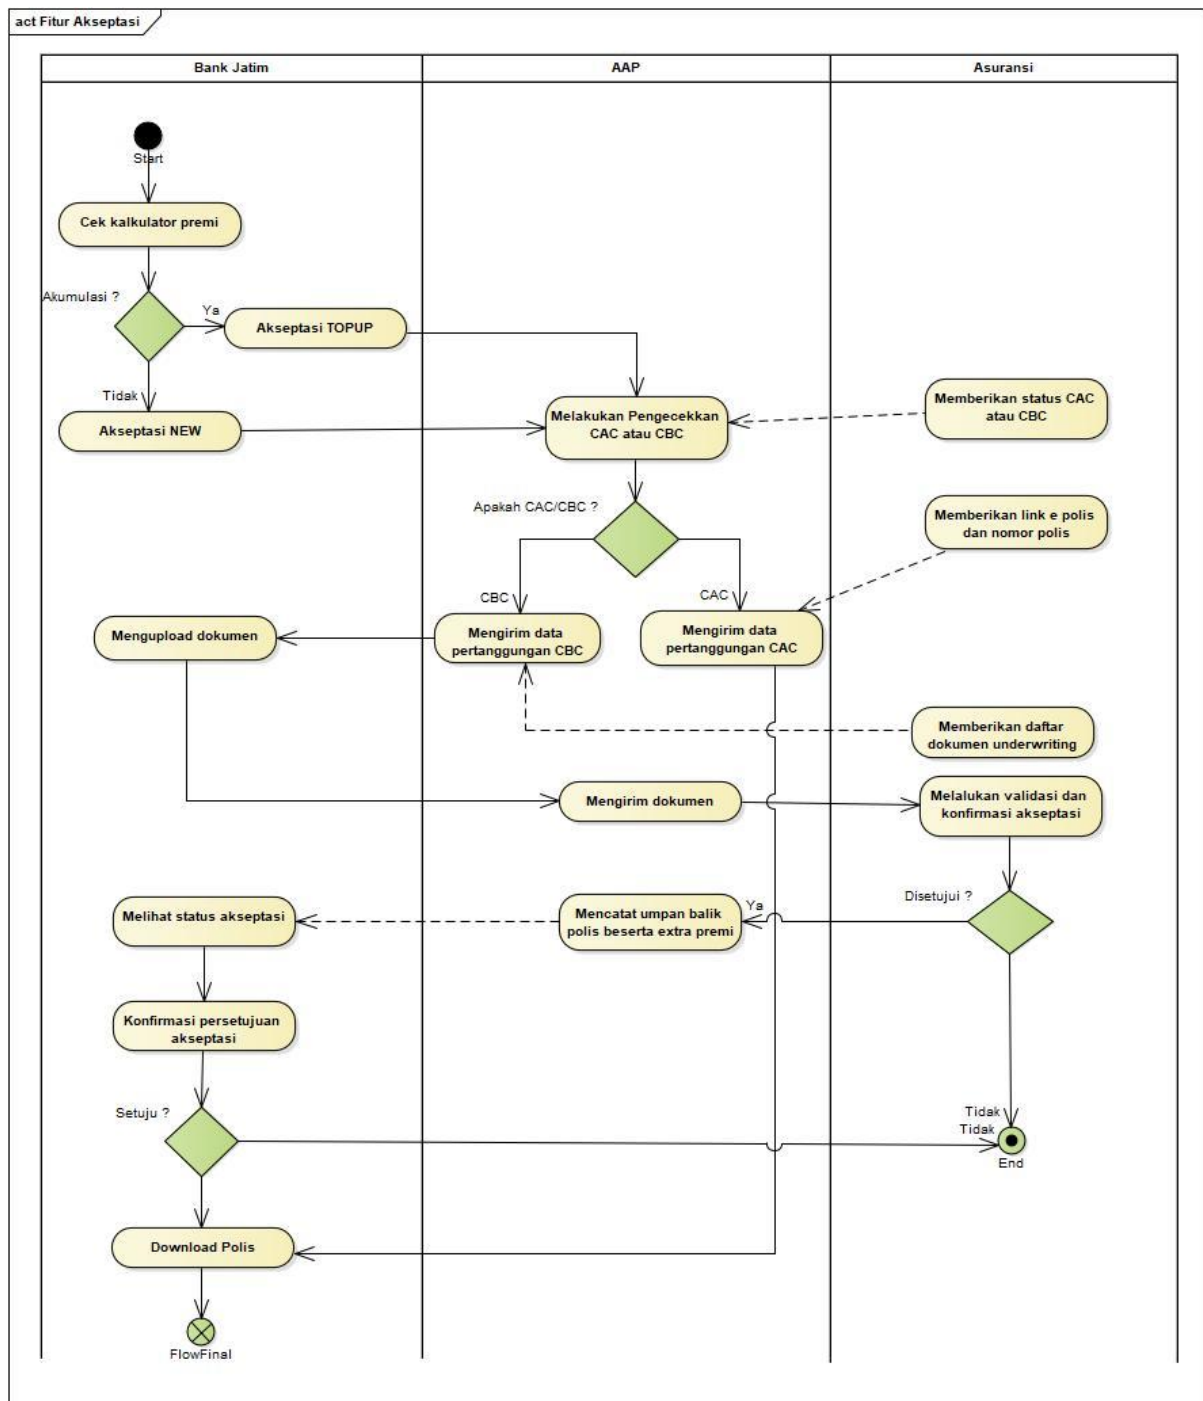 act Fitur Akseptasi
Bank Jatim
AAP
Asuransi
Start
Cek kalkulator premi
Akumulasi ?
Ya
Akseptasi TOPUP
Tidak
Akseptasi NEW
Melakukan Pengecekkan
CAC atau CBC
Memberikan status CAC
atau CBC
Apakah CAC/CBC ?
Memberikan link e polis
dan nomor polis
CBC
CAC
Mengupload dokumen
Mengirim data
pertanggungan CBC
Mengirim data
pertanggungan CAC
Memberikan daftar
dokumen underwriting
Mengirim dokumen
Melalukan validasi dan
konfirmasi akseptasi
Disetujui ?
Ya
Mencatat umpan balik
polis beserta extra premi
Melihat status akseptasi
Konfirmasi persetujuan
akseptasi
Setuju ?
Tidak
Tidak
End
Download Polis
FlowFinal